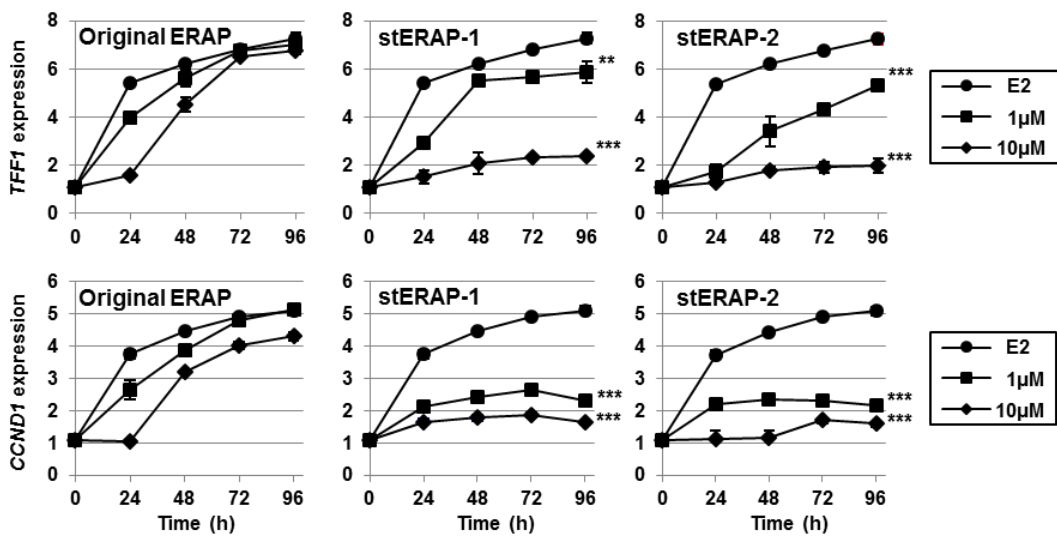 Original ERAP
stERAP-1
stERAP-2
TFF1 expression
8
6
4
2
0
0 24 48 72 96
8
6
4
2
0
0 24 48 72 96
**
***
8
6
4
2
0
0 24 48 72 96
***
***
E2
1µM
10µM
Original ERAP
stERAP-1
stERAP-2
CCND1 expression
6
5
4
3
2
1
0
0 24 48 72 96
Time (h)
6
5
4
3
2
1
0
0 24 48 72 96
Time (h)
***
***
6
5
4
3
2
1
0
0 24 48 72 96
Time (h)
***
***
E2
1µM
10µM